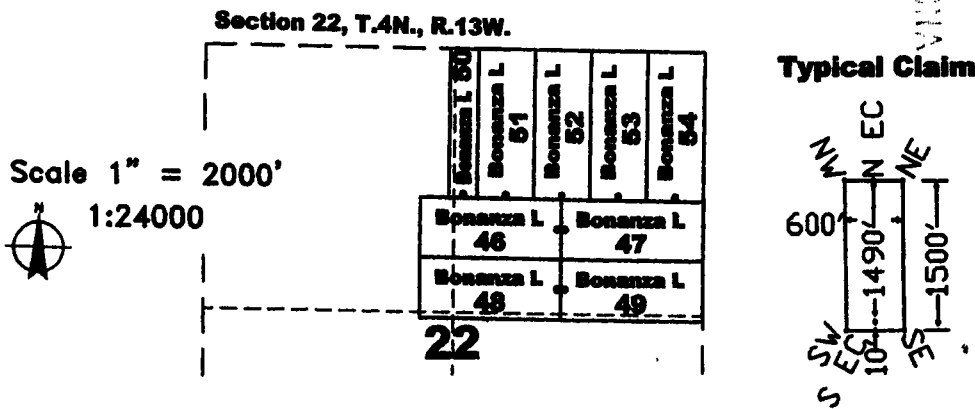 Section 22, T.4N., R.13W.
Typical Claim
Scale 1" = 2000'
1:24000
N
Bonanza I. 50
Bonanza I.
51
Bonanza I.
52
Bonanza I.
53
Bonanza I.
54
Bonanza I.
46
Bonanza I.
47
Bonanza I.
48
Bonanza I.
49
22
NW
N EC
NE
600'
1490'
1500'
10'
SW
S EC
SE